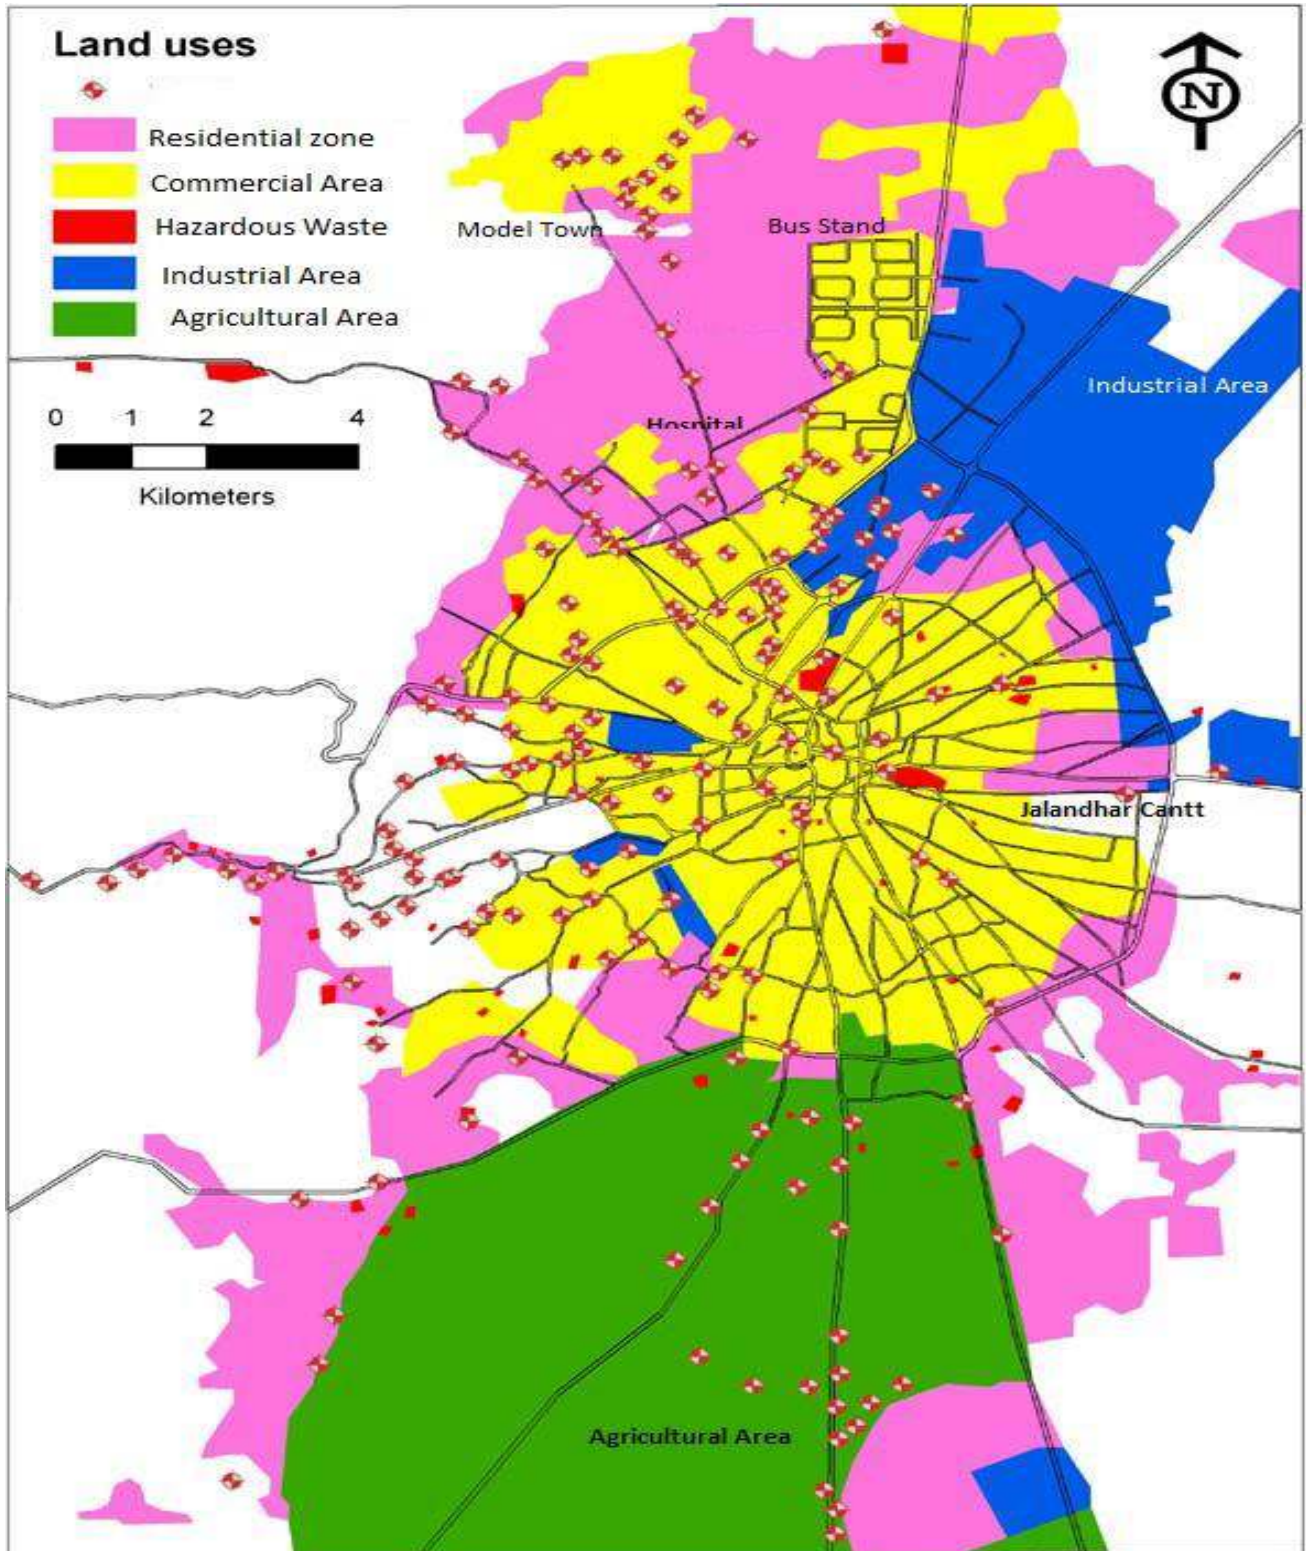 Land uses
N
Residential zone
Commercial Area
Hazardous Waste
Industrial Area
Agricultural Area
Model Town
Bus Stand
Industrial Area
0 1 2 4
Kilometers
Hospital
Jalandhar Cantt
Agricultural Area